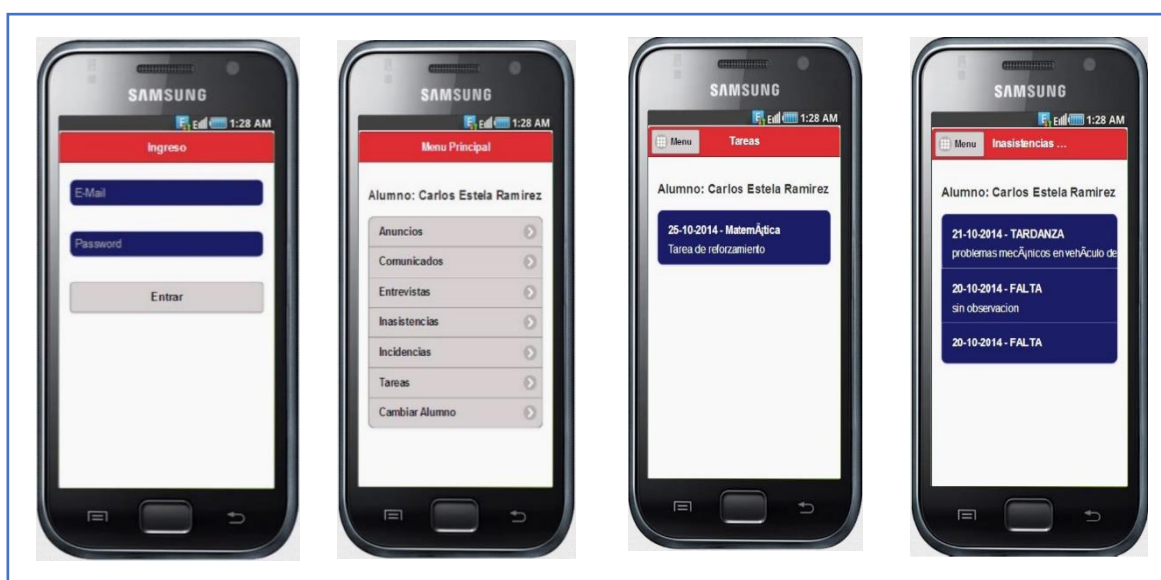 SAMSUNG
1:28 AM
Ingreso
E-Mail
Password
Entrar
SAMSUNG
1:28 AM
Menu Principal
Alumno: Carlos Estela Ramirez
Anuncios
Comunicados
Entrevistas
Inasistencias
Incidencias
Tareas
Cambiar Alumno
SAMSUNG
1:28 AM
Menu Tareas
Alumno: Carlos Estela Ramirez
25-10-2014 - MatemÃ¡tica
Tarea de reforzamiento
SAMSUNG
1:28 AM
Menu Inasistencias ...
Alumno: Carlos Estela Ramirez
21-10-2014 - TARDANZA
problemas mecÃ¡nicos en vehÃ­culo de
20-10-2014 - FALTA
sin observacion
20-10-2014 - FALTA